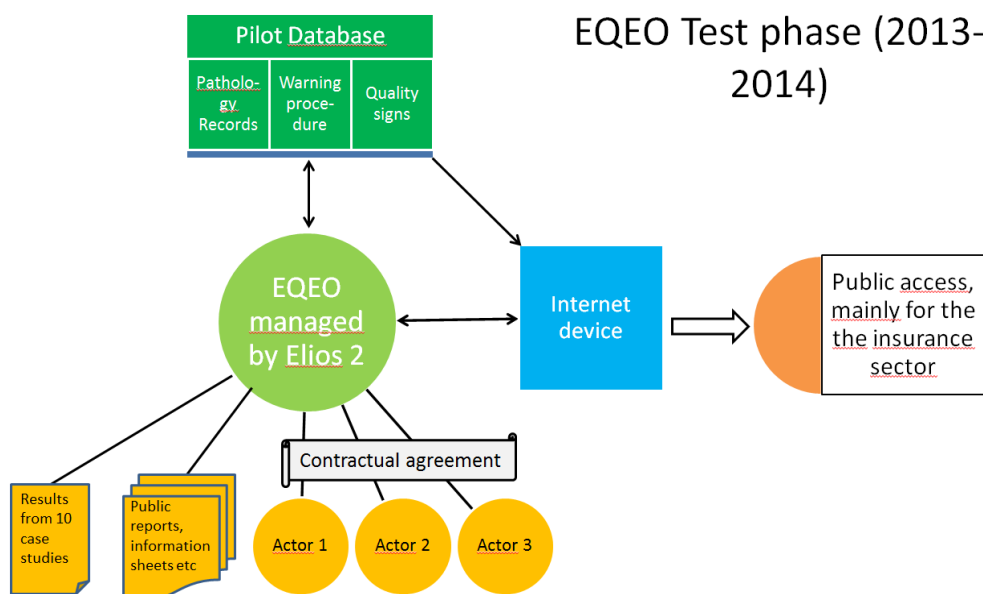 EQEO Test phase (2013-
2014)
Pilot Database
Patholo-
gy
Records
Warning
proce-
dure
Quality
signs
EQEO
managed
by Elios 2
Internet
device
Public access,
mainly for the
the insurance
sector
Contractual agreement
Results
from 10
case
studies
Public
reports,
information
sheets etc
Actor 1
Actor 2
Actor 3